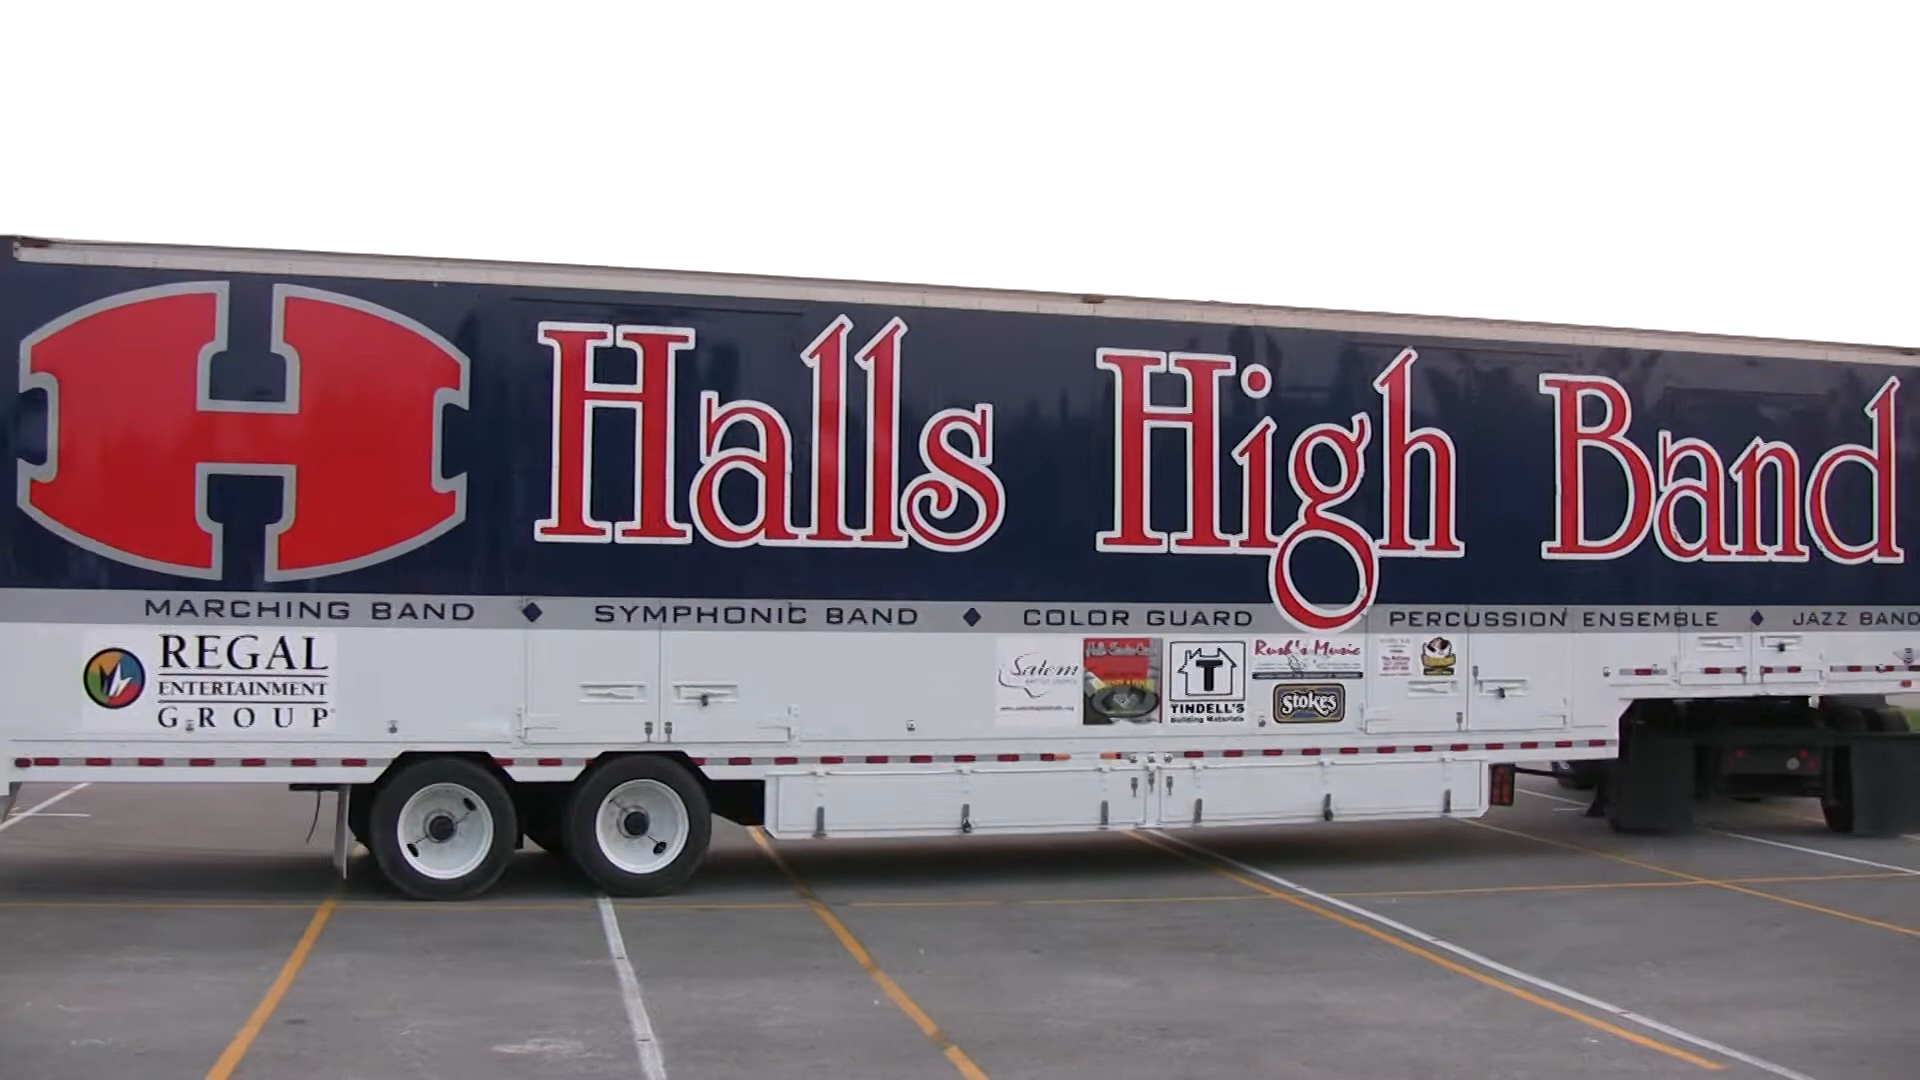 H Halls High Band
MARCHING BAND ◆ SYMPHONIC BAND ◆ COLOR GUARD PERCUSSION ENSEMBLE ◆ JAZZ BAND
REGAL
ENTERTAINMENT
GROUP
Salem
TINDELL'S
Building Materials
Rush's Music
Stokes